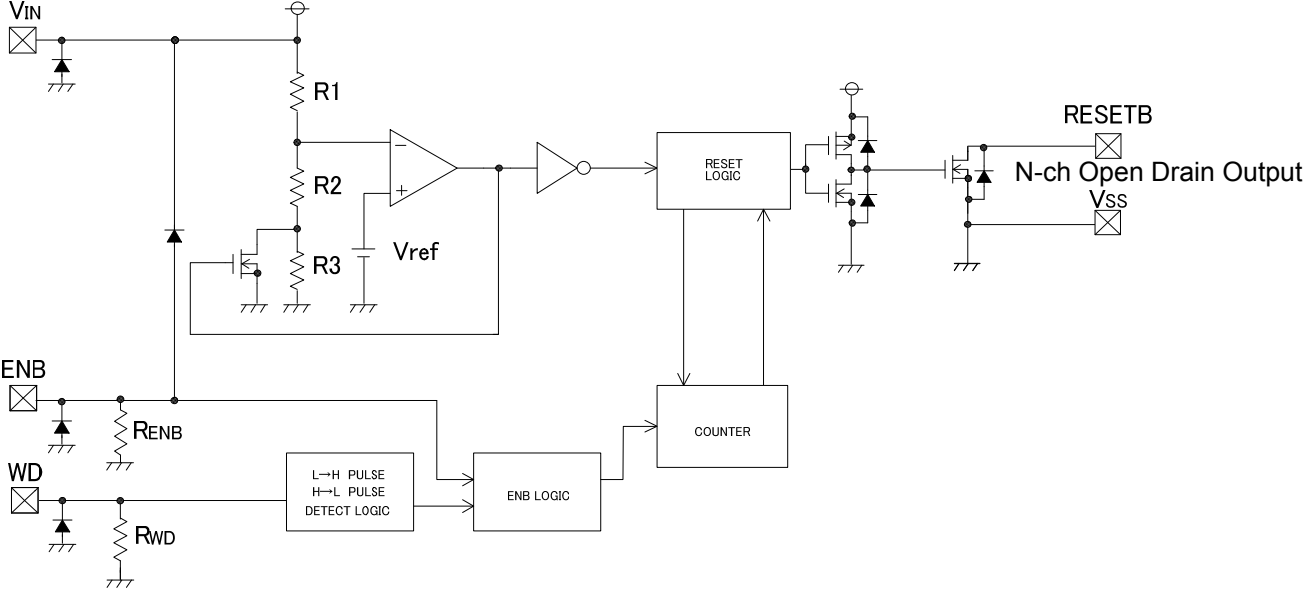 VIN
R1
R2
R3
−
+
Vref
RESET
LOGIC
RESETB
N-ch Open Drain Output
VSS
ENB
RENB
COUNTER
WD
RWD
L→H PULSE
H→L PULSE
DETECT LOGIC
ENB LOGIC